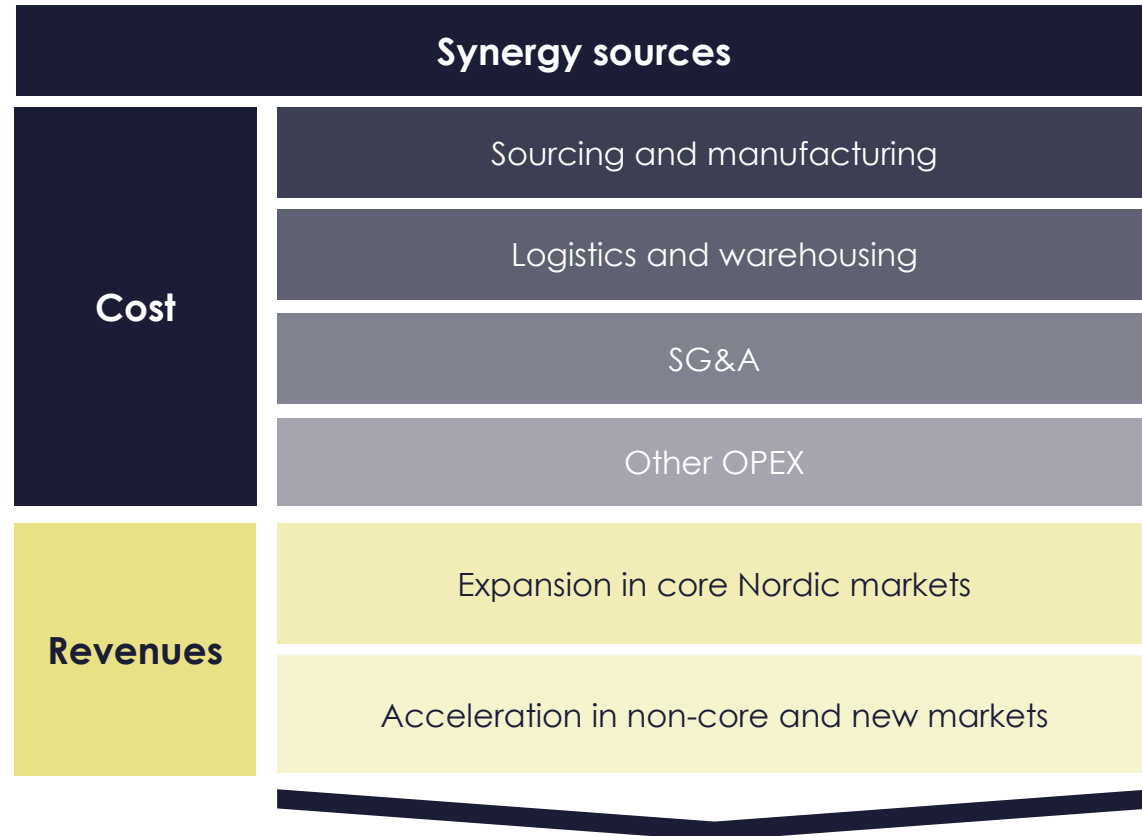 Synergy sources
Cost
Sourcing and manufacturing
Logistics and warehousing
SG&A
Other OPEX
Revenues
Expansion in core Nordic markets
Acceleration in non-core and new markets